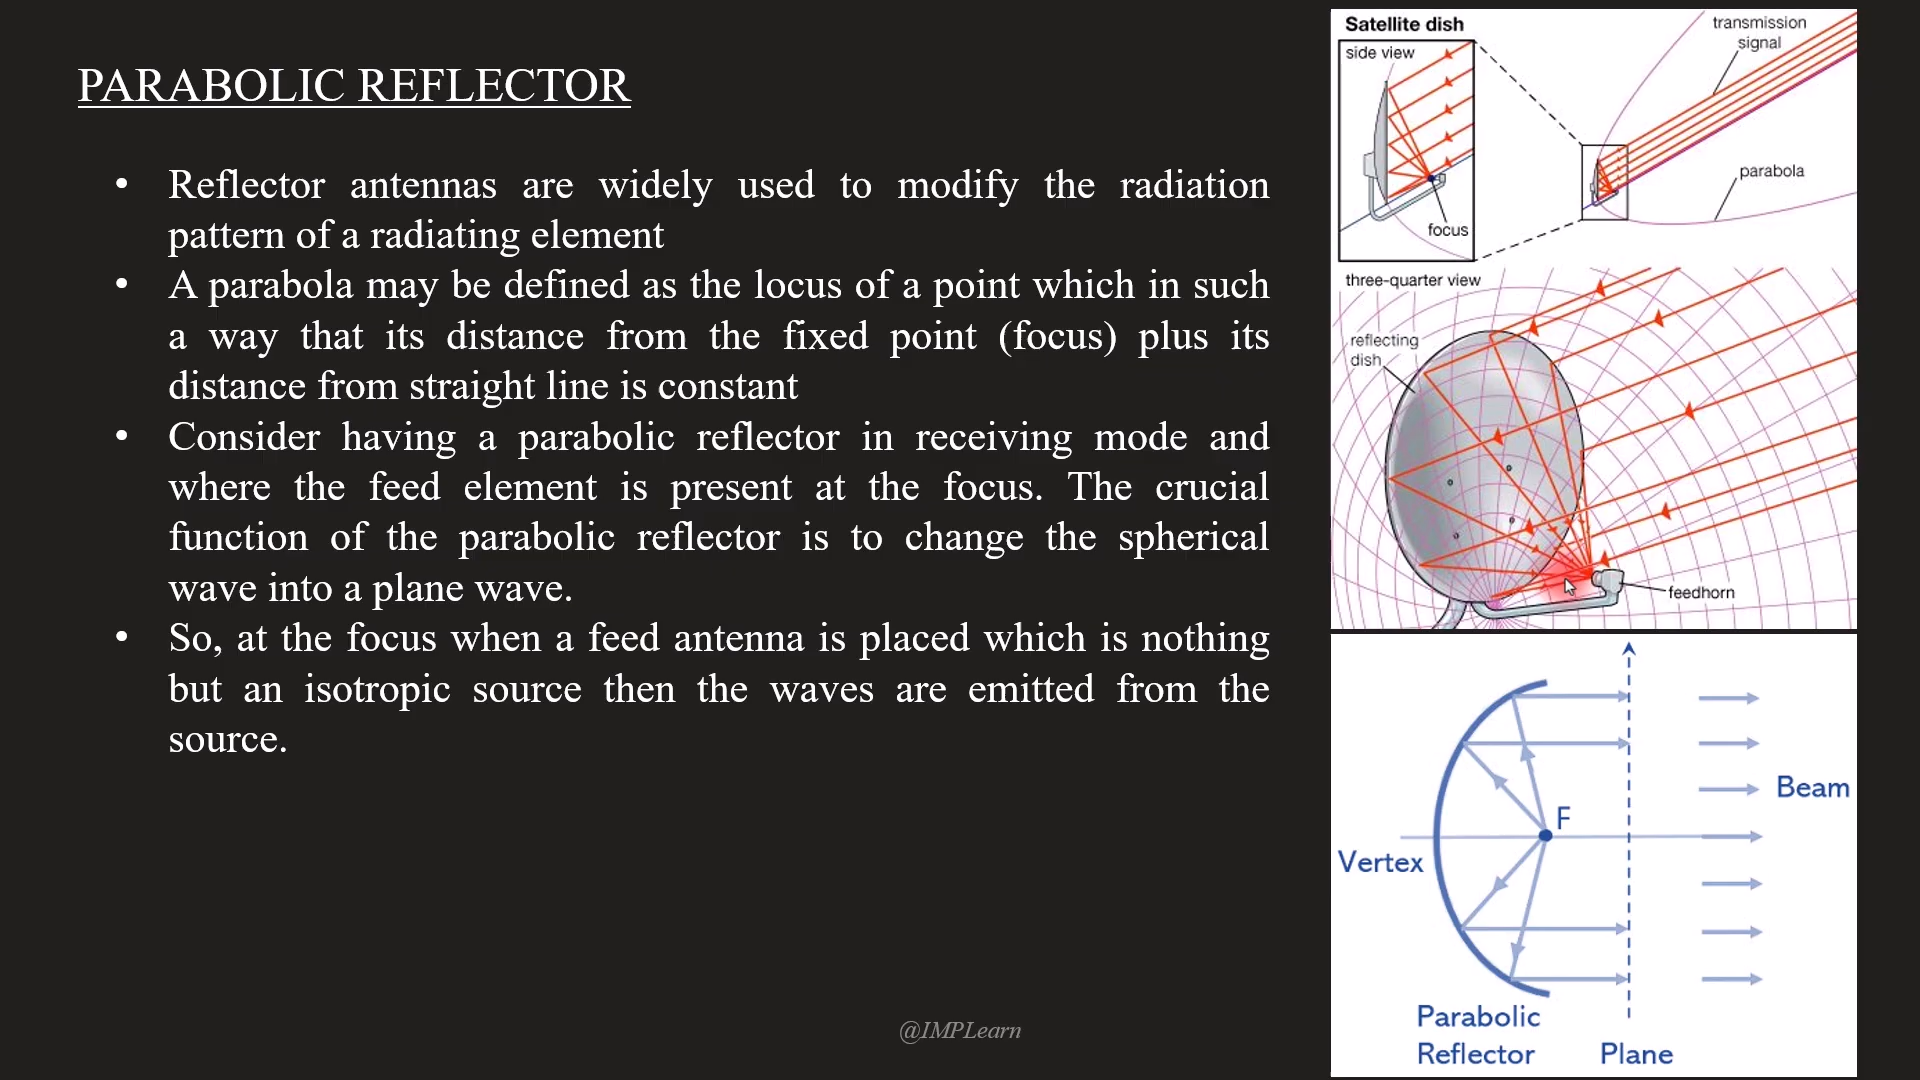 PARABOLIC REFLECTOR
• Reflector antennas are widely used to modify the radiation
pattern of a radiating element
• A parabola may be defined as the locus of a point which in such
a way that its distance from the fixed point (focus) plus its
distance from straight line is constant
• Consider having a parabolic reflector in receiving mode and
where the feed element is present at the focus. The crucial
function of the parabolic reflector is to change the spherical
wave into a plane wave.
• So, at the focus when a feed antenna is placed which is nothing
but an isotropic source then the waves are emitted from the
source.
@IMPLearn
Satellite dish
side view
transmission
signal
parabola
focus
three-quarter view
reflecting
dish
feedhorn
F
Beam
Vertex
Parabolic
Reflector
Plane